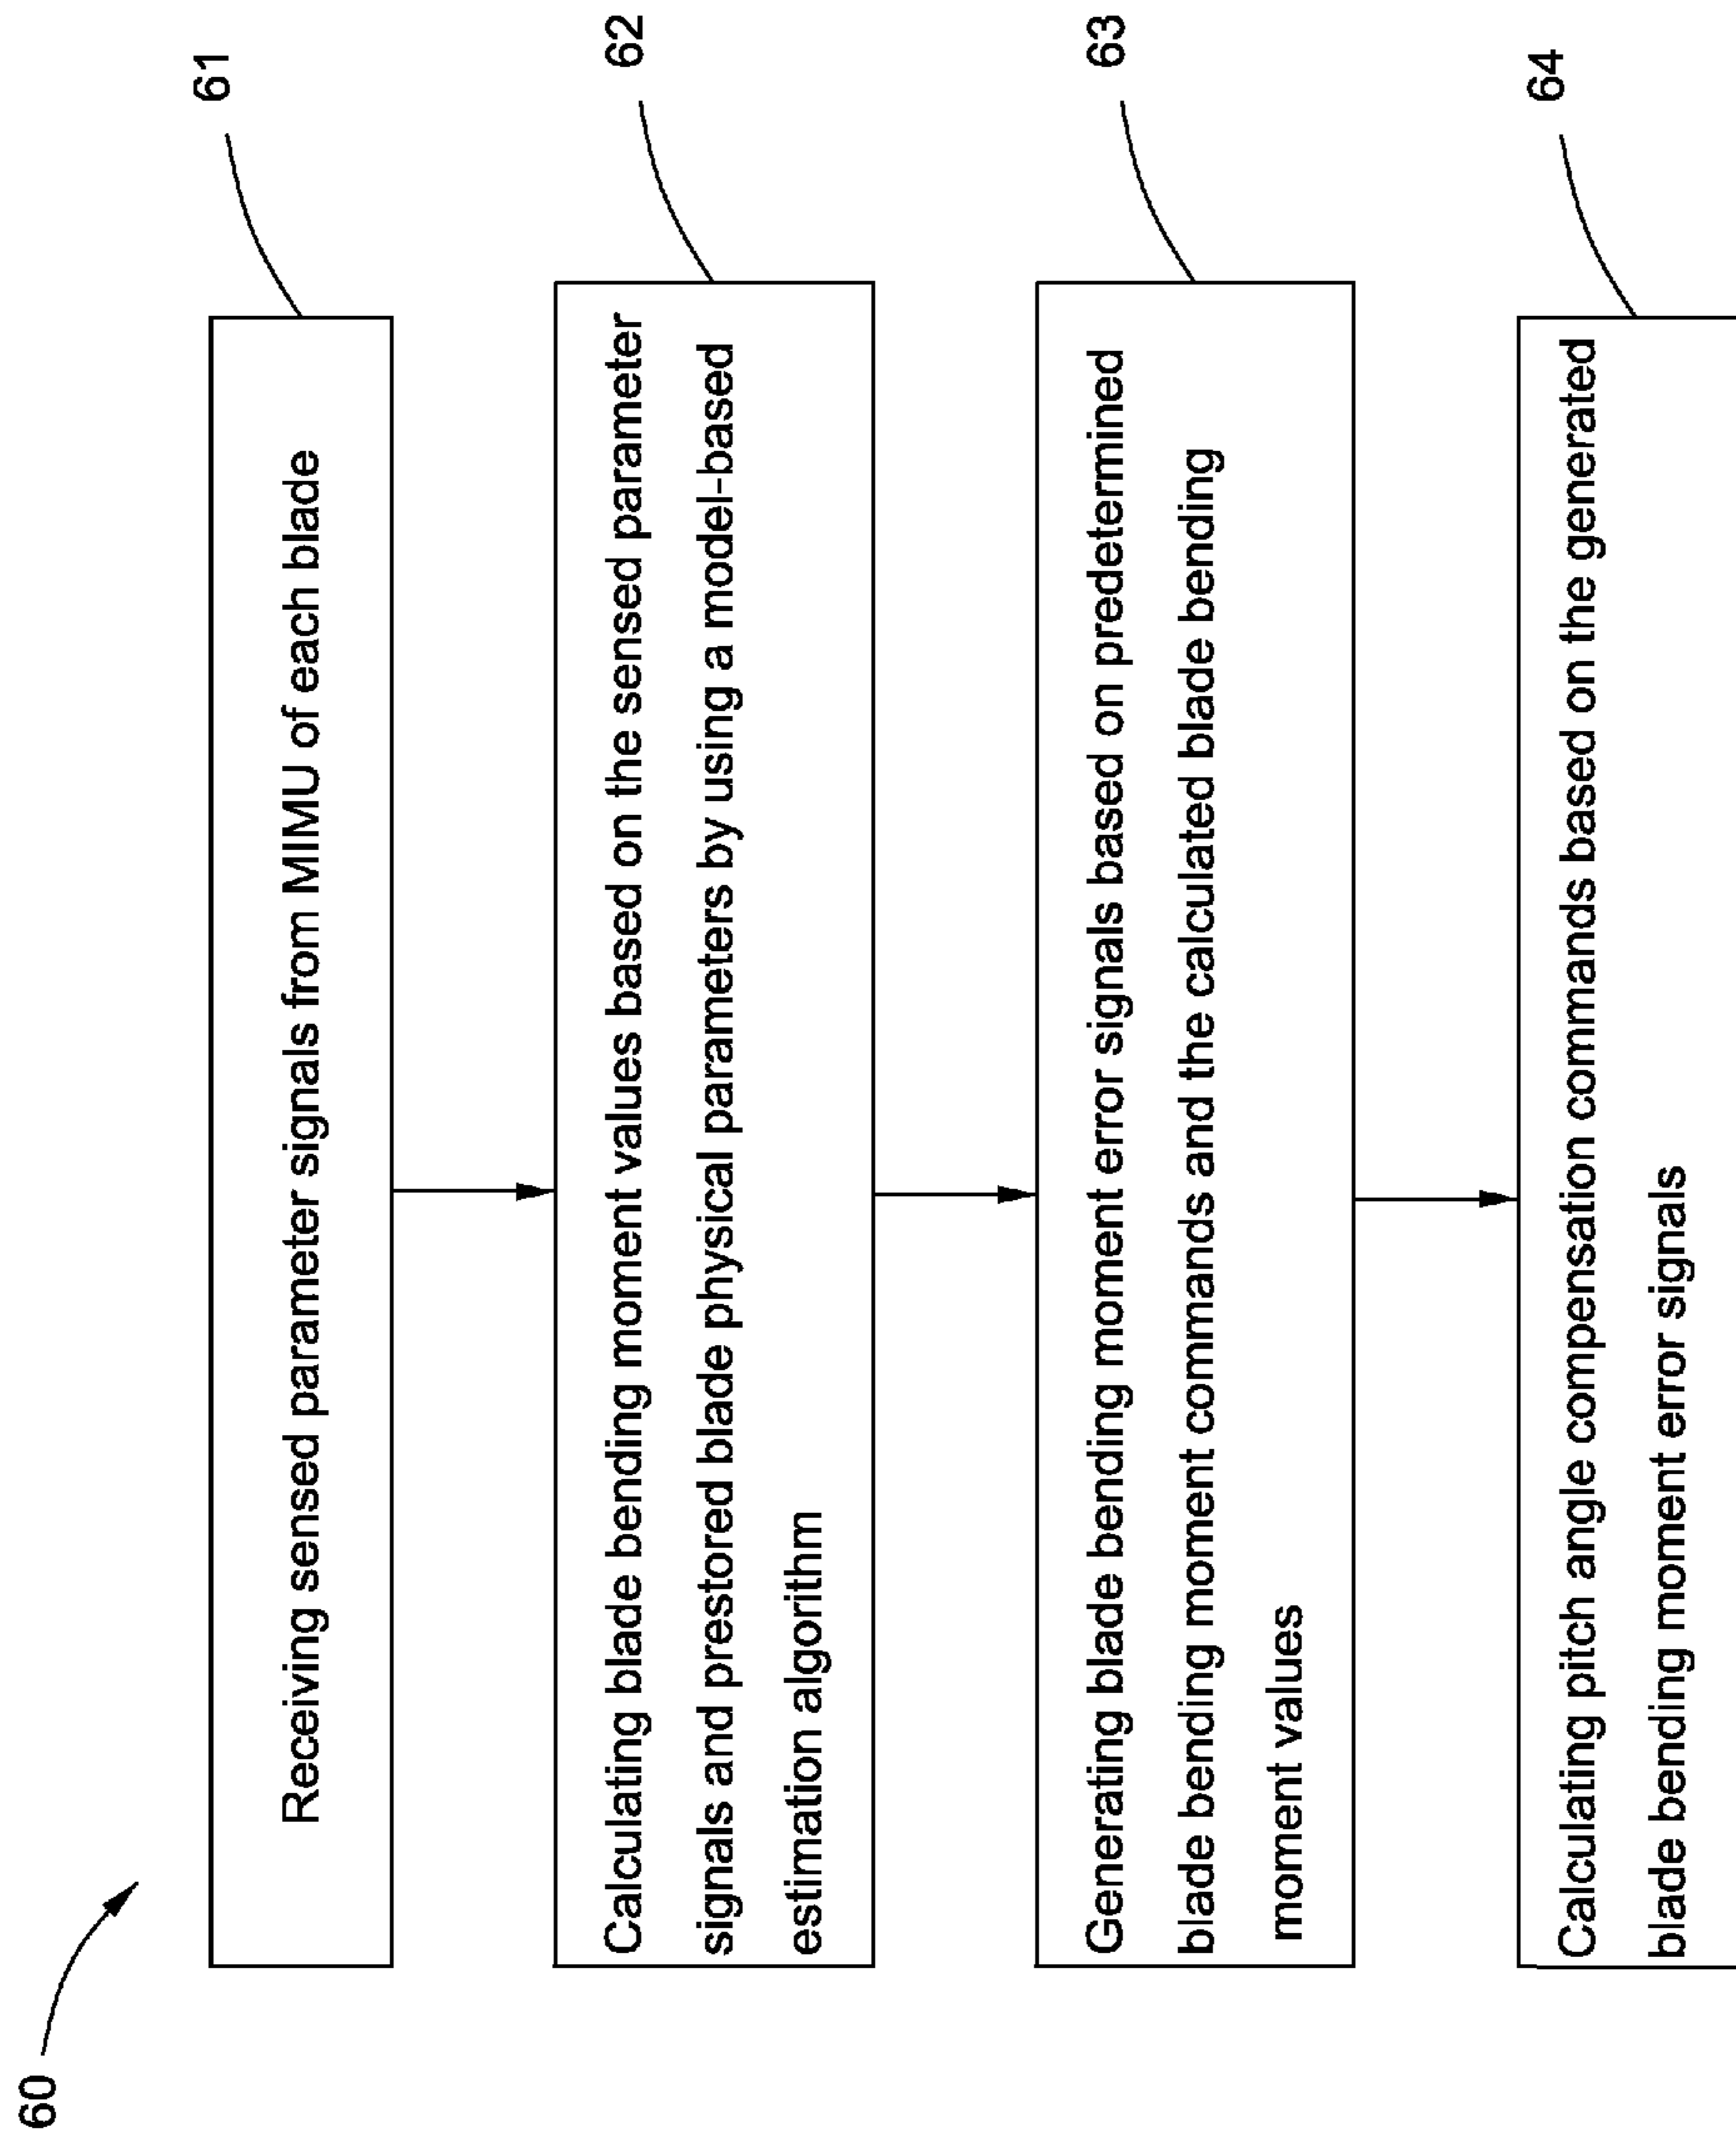 60
61
Receiving sensed parameter signals from MIMU of each blade
62
Calculating blade bending moment values based on the sensed parameter
signals and prestored blade physical parameters by using a model-based
estimation algorithm
63
Generating blade bending moment error signals based on predetermined
blade bending moment commands and the calculated blade bending
moment values
64
Calculating pitch angle compensation commands based on the generated
blade bending moment error signals